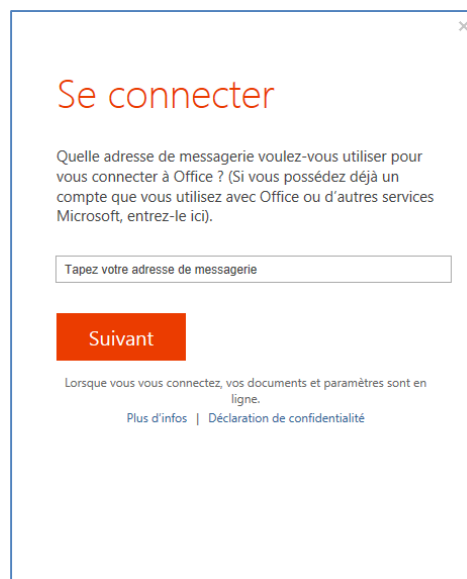 Se connecter
Quelle adresse de messagerie voulez-vous utiliser pour
vous connecter à Office ? (Si vous possédez déjà un
compte que vous utilisez avec Office ou d'autres services
Microsoft, entrez-le ici).
Tapez votre adresse de messagerie
Suivant
Lorsque vous vous connectez, vos documents et paramètres sont en
ligne.
Plus d'infos | Déclaration de confidentialité